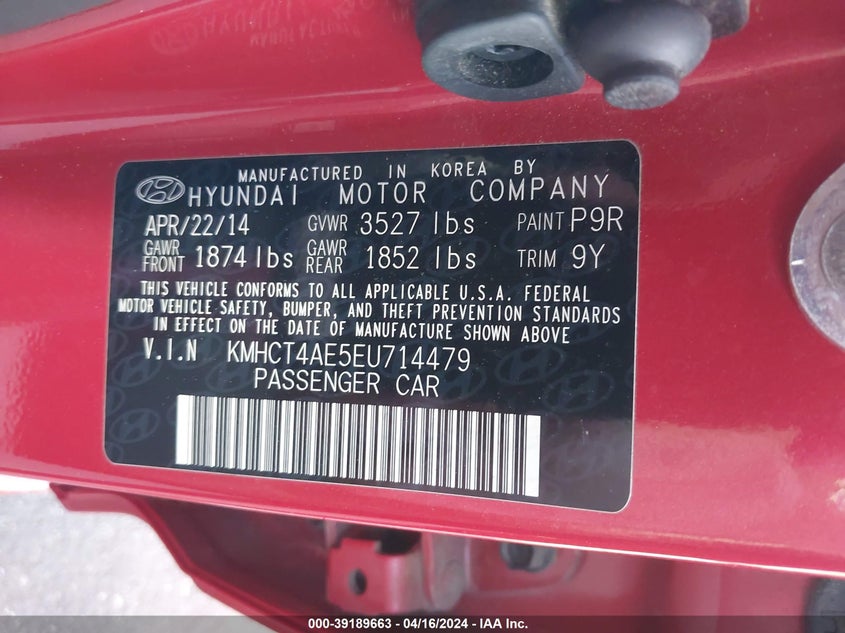 MANUFACTURED IN KOREA BY
HYUNDAI MOTOR COMPANY
APR/22/14 GVWR 3527 lbs PAINT P9R
GAWR FRONT 1874 lbs GAWR REAR 1852 lbs TRIM 9Y
THIS VEHICLE CONFORMS TO ALL APPLICABLE U.S.A. FEDERAL
MOTOR VEHICLE SAFETY, BUMPER, AND THEFT PREVENTION STANDARDS
IN EFFECT ON THE DATE OF MANUFACTURE SHOWN ABOVE
V.I.N KMHCT4AE5EU714479
PASSENGER CAR
000-39189663 - 04/16/2024 - IAA Inc.